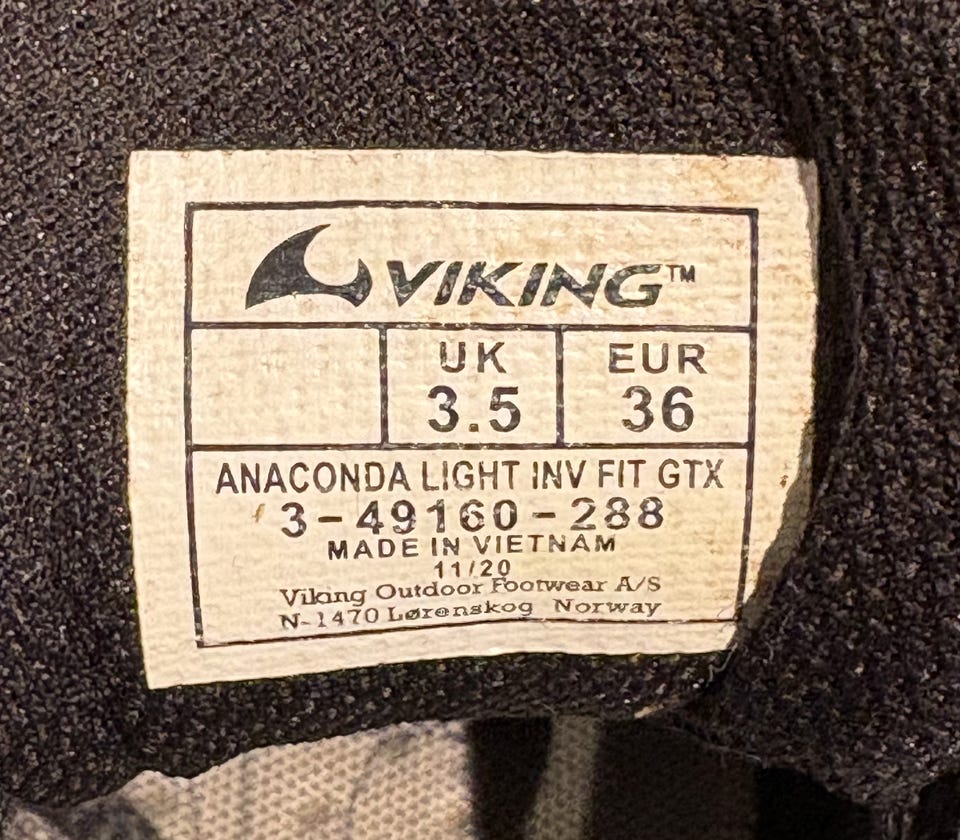 VIKING™
UK EUR
3.5 36
ANACONDA LIGHT INV FIT GTX
3-49160-288
MADE IN VIETNAM
11/20
Viking Outdoor Footwear A/S
N-1470 Lørenskog Norway